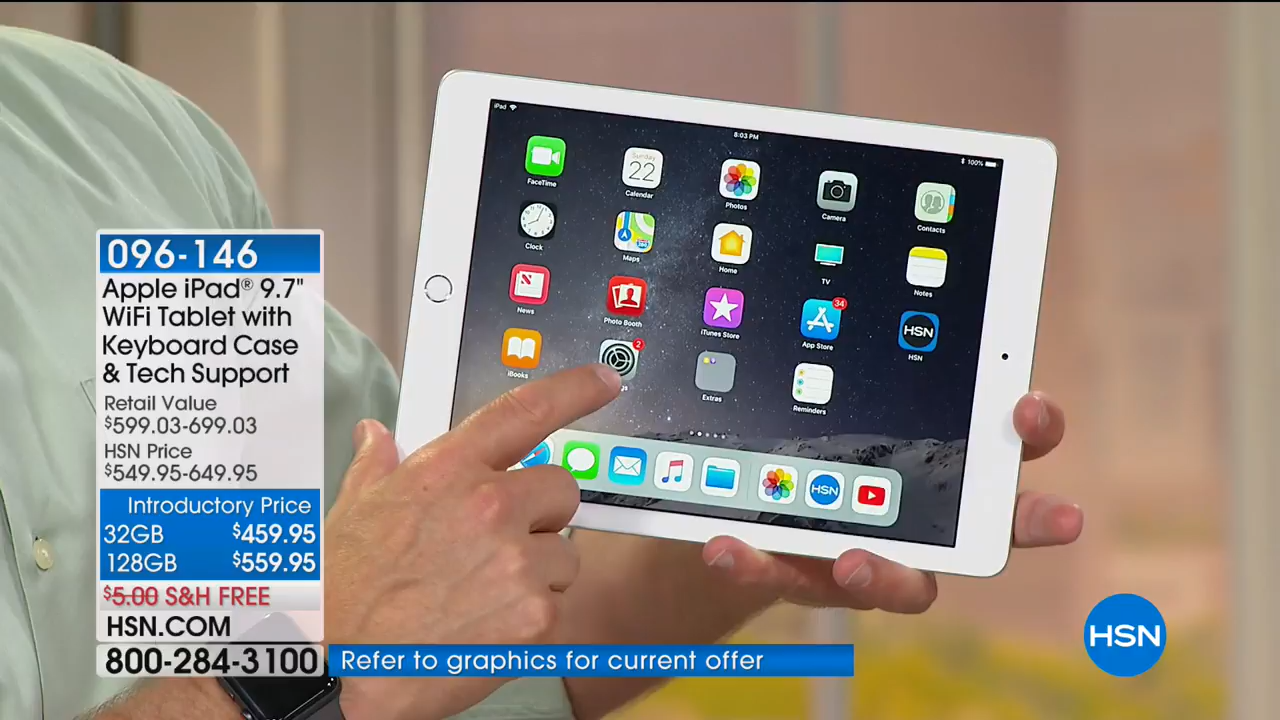 096-146
Apple iPad® 9.7"
WiFi Tablet with
Keyboard Case
& Tech Support
Retail Value
$599.03-699.03
HSN Price
$549.95-649.95
Introductory Price
32GB $459.95
128GB $559.95
$5.00 S&H FREE
HSN.COM
800-284-3100
Refer to graphics for current offer
iPad
8:03 PM
100%
FaceTime
Sunday
22
Calendar
Photos
Camera
Contacts
Clock
Maps
Home
TV
Notes
News
Photo Booth
iTunes Store
34
App Store
HSN
HSN
iBooks
2
Extras
Reminders
HSN
HSN